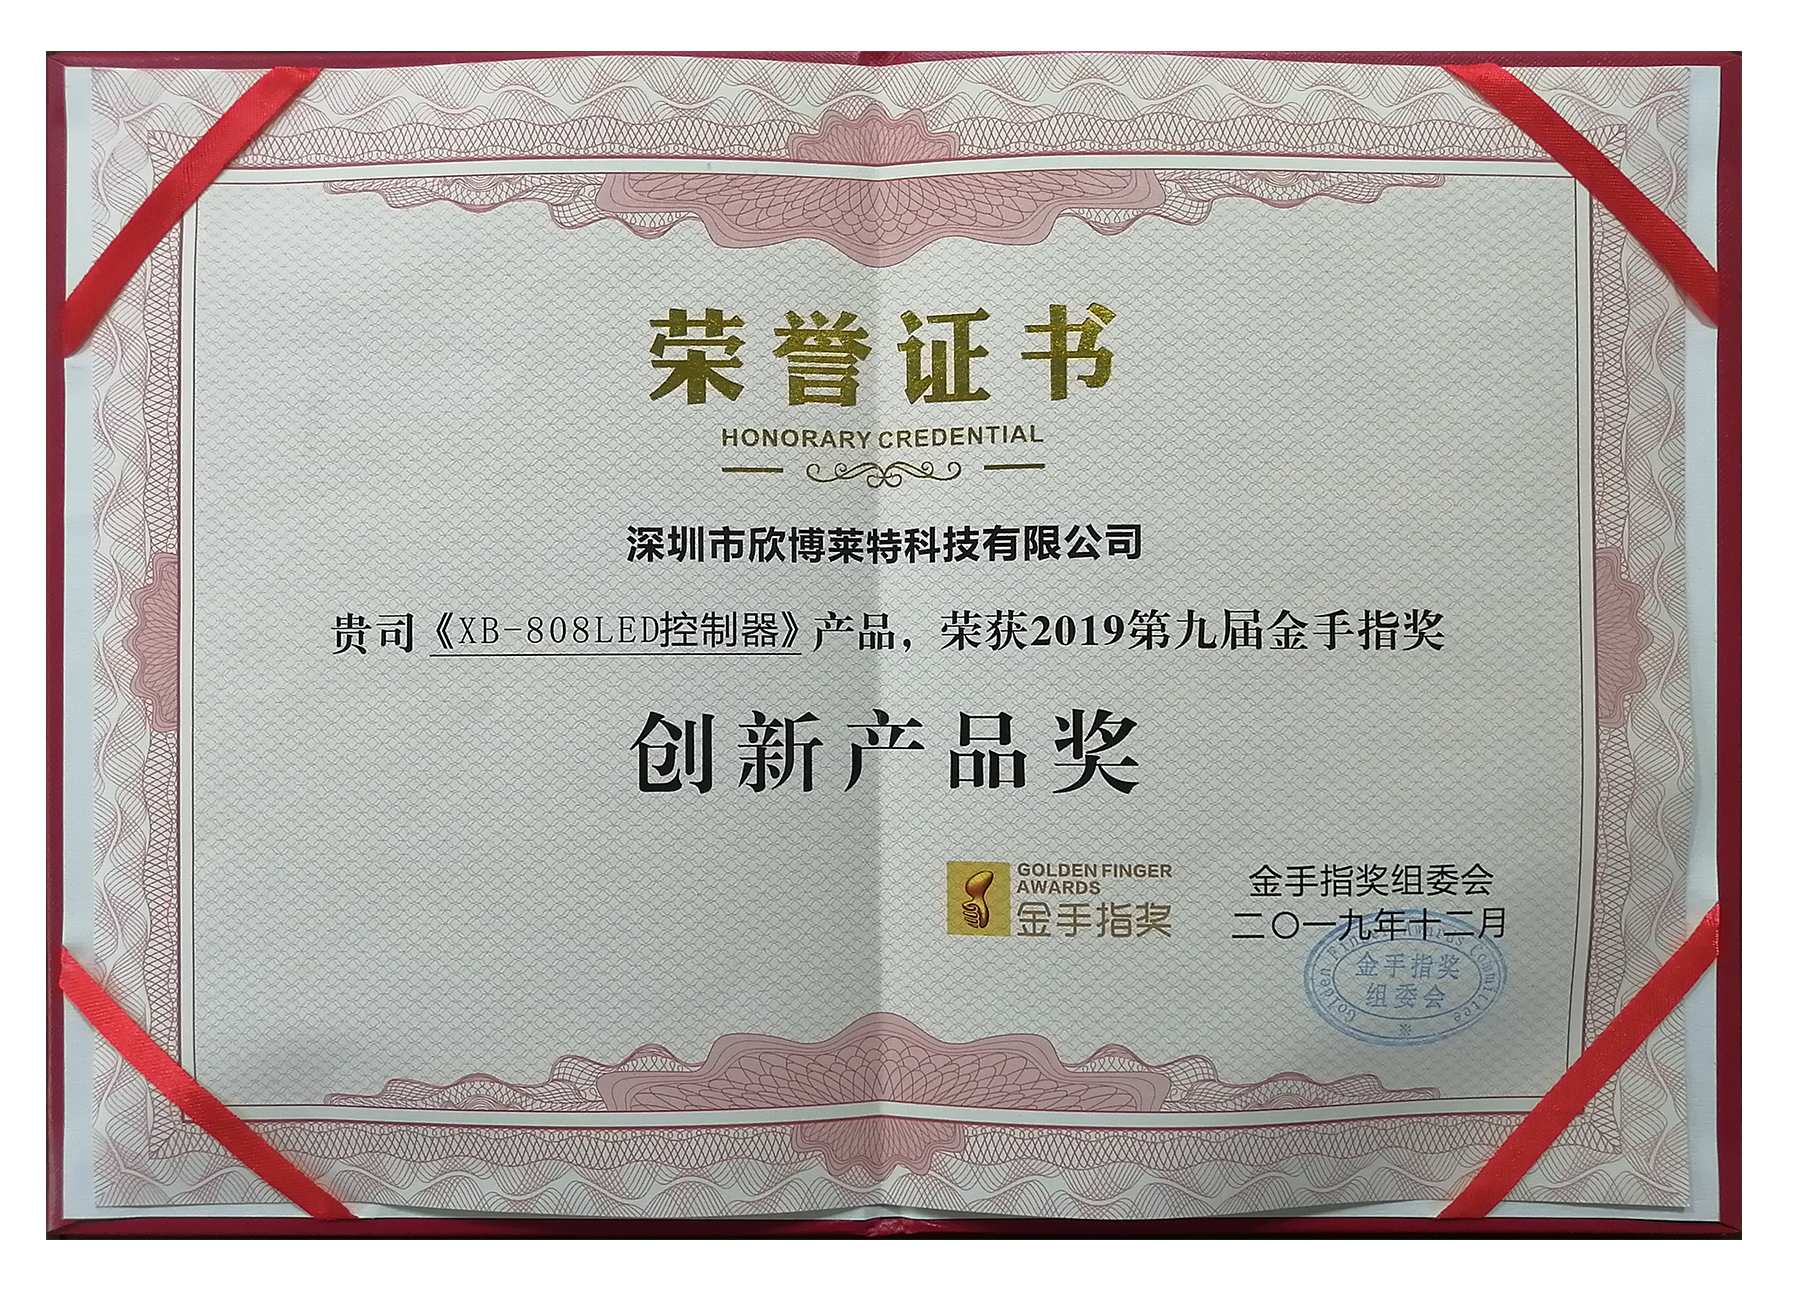 荣誉证书
HONORARY CREDENTIAL
深圳市欣博莱特科技有限公司
贵司《XB-808LED控制器》产品，荣获2019第九届金手指奖
创新产品奖
GOLDEN FINGER
AWARDS
金手指奖
金手指奖组委会
二〇一九年十二月
Golden Finger Awards Committee
金手指奖
组委会